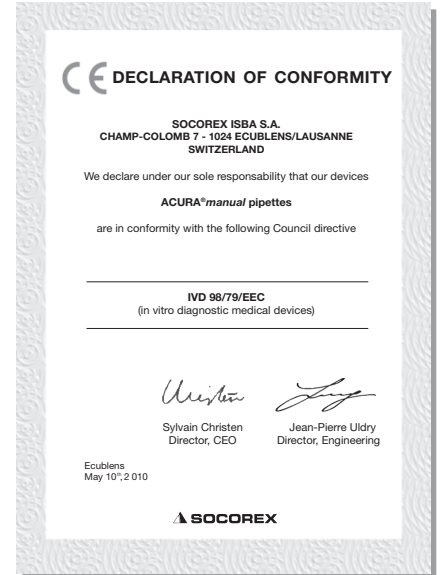 CE DECLARATION OF CONFORMITY
SOCOREX ISBA S.A.
CHAMP-COLOMB 7 - 1024 ECUBLENS/LAUSANNE
SWITZERLAND
We declare under our sole responsability that our devices
ACURA®manual pipettes
are in conformity with the following Council directive
IVD 98/79/EEC
(in vitro diagnostic medical devices)
Christen
Sylvain Christen Jean-Pierre Uldry
Director, CEO Director, Engineering
Ecublens
May 10th,2 010
SOCOREX